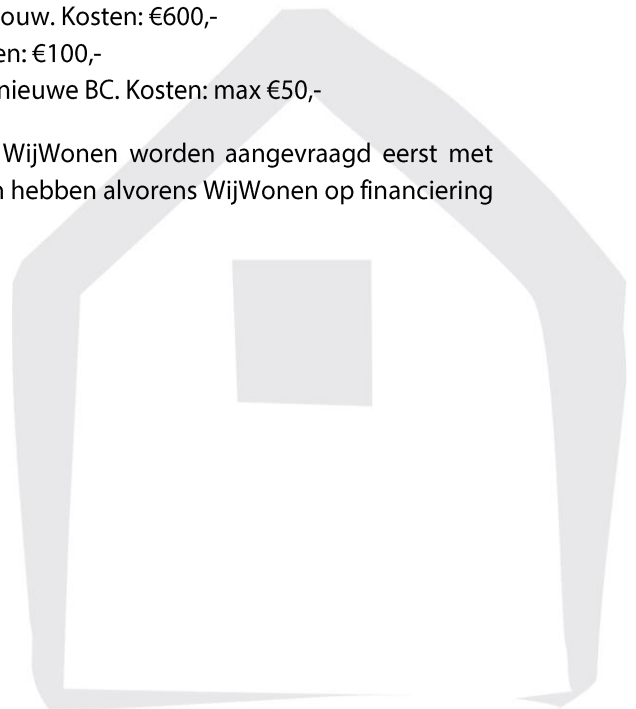 ouw. Kosten: €600,-
en: €100,-
nieuwe BC. Kosten: max €50,-
WijWonen worden aangevraagd eerst met
n hebben alvorens WijWonen op financiering